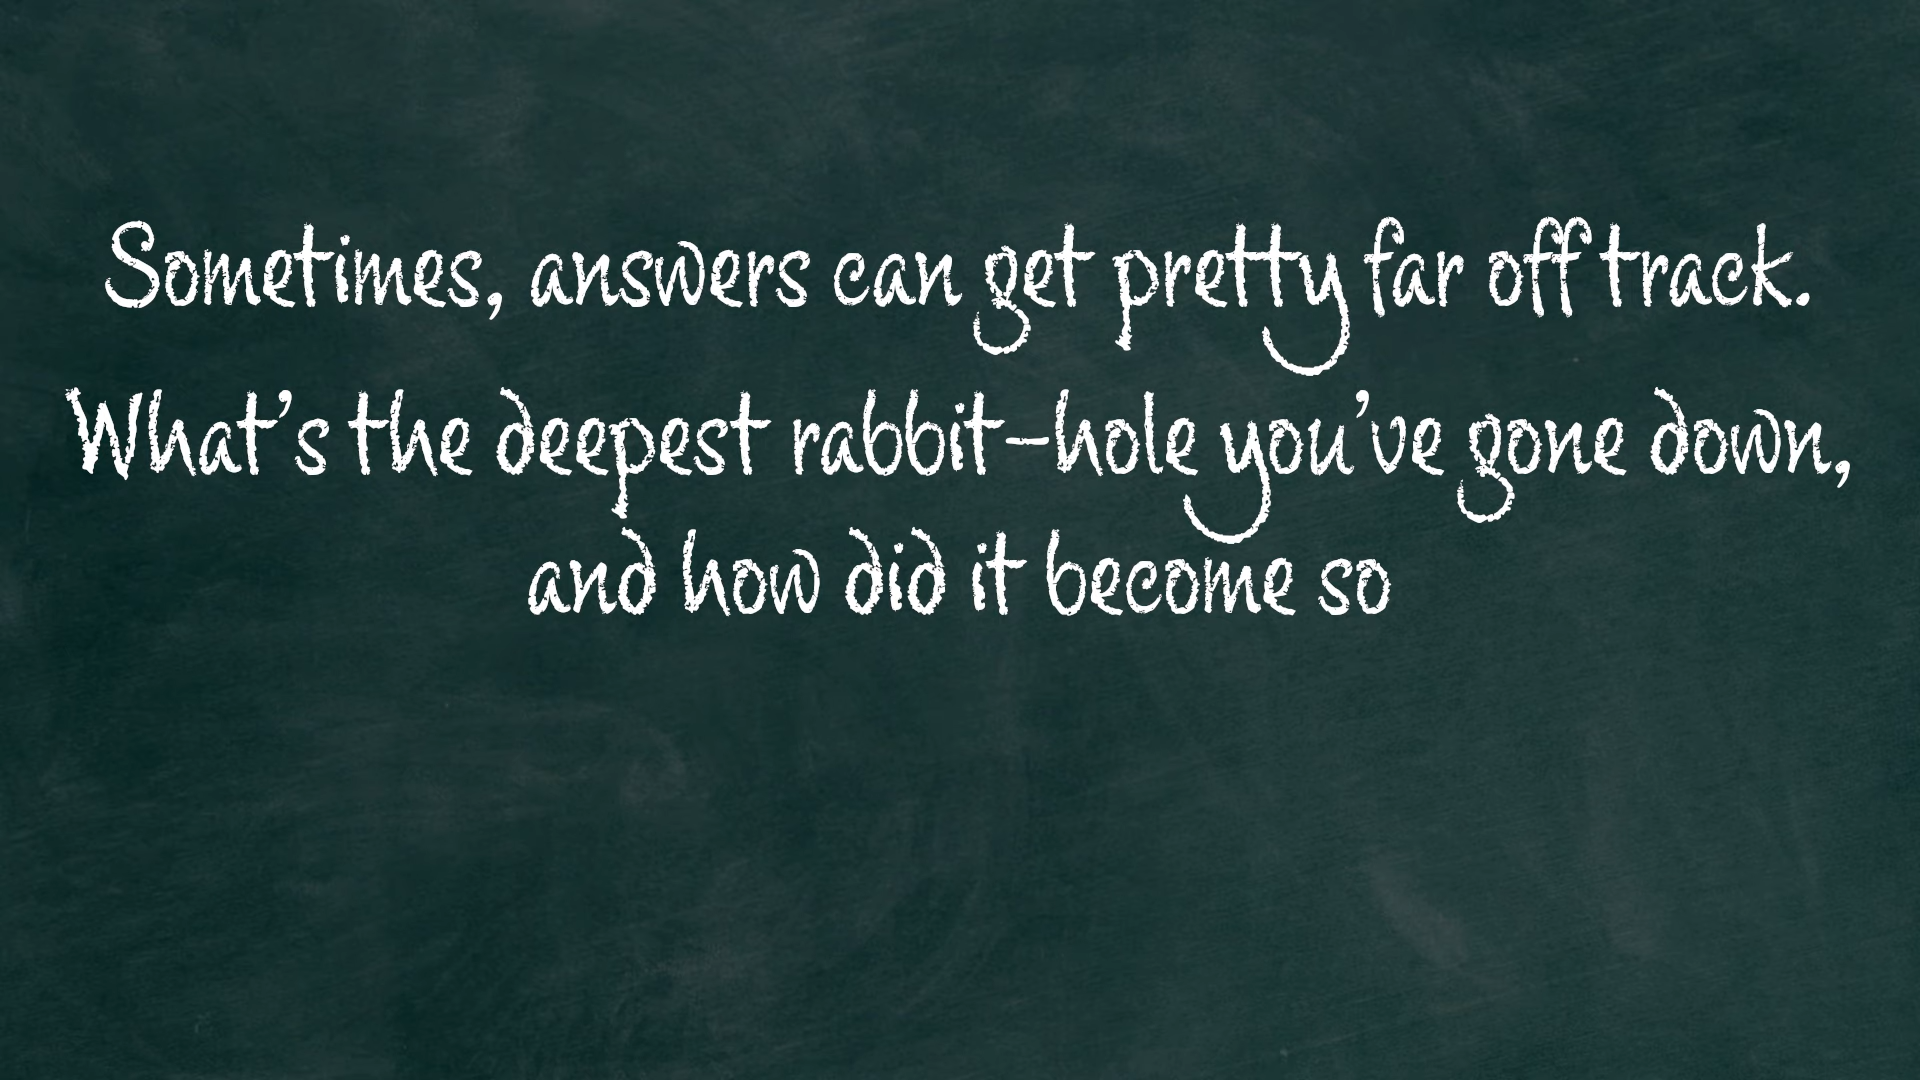 Sometimes, answers can get pretty far off track.
What's the deepest rabbit-hole you've gone down,
and how did it become so